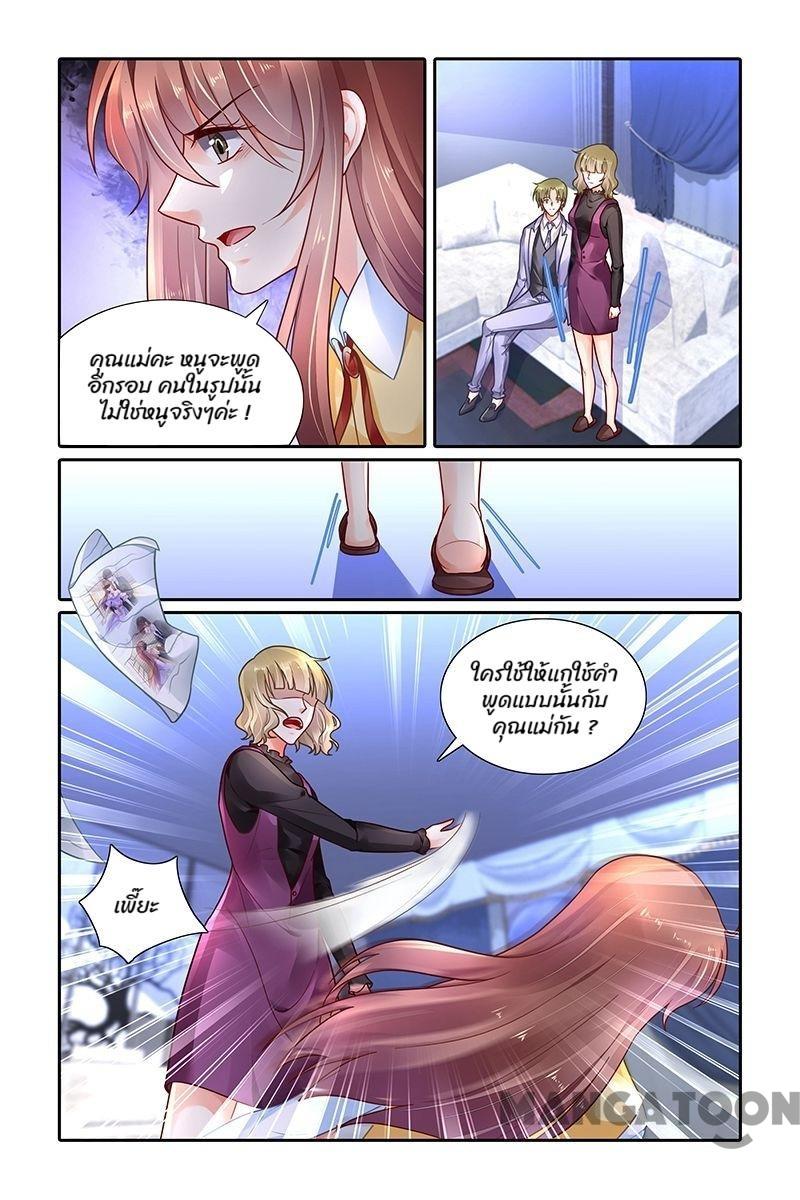 คุณแม่คะ หนูจะพูด
อีกรอบ คนในรูปนั้น
ไม่ใช่หนูจริงๆค่ะ !
ใครใช้ให้แกใช้คำ
พูดแบบนั้นกับ
คุณแม่กัน ?
เพี๊ยะ
MANGATOON